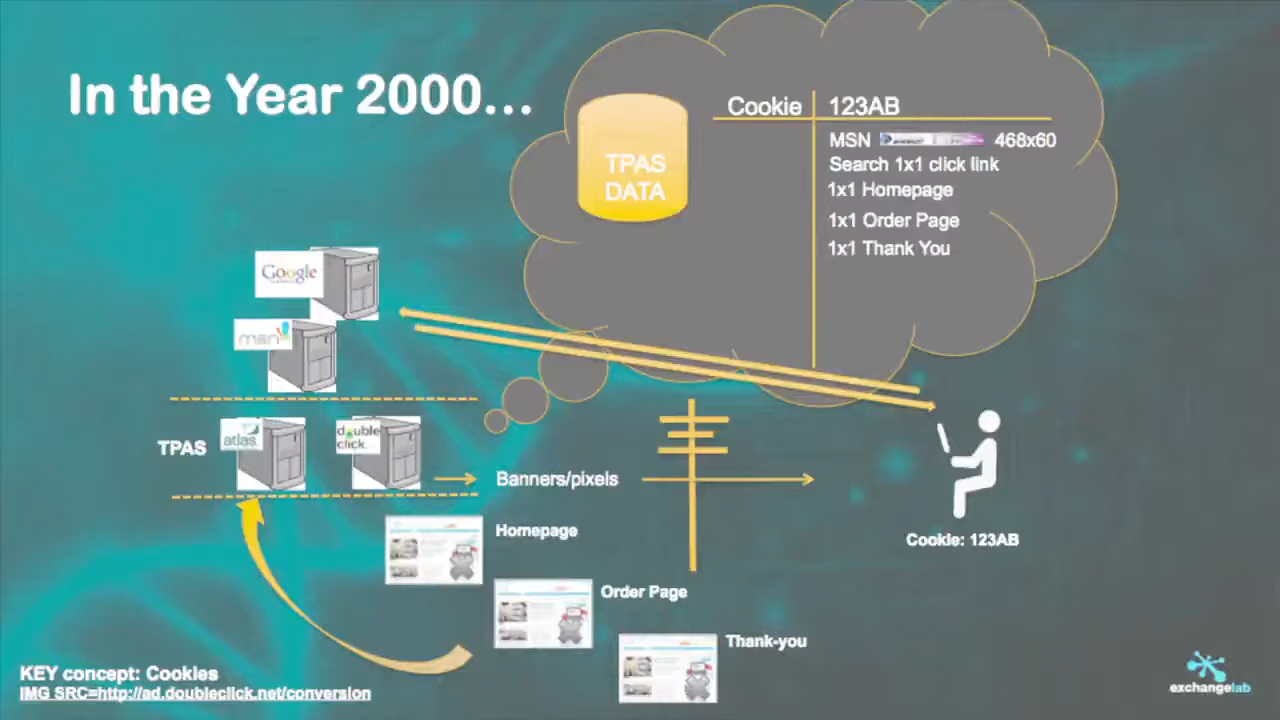 In the Year 2000...
TPAS
DATA
Cookie 123AB
MSN 468x60
Search 1x1 click link
1x1 Homepage
1x1 Order Page
1x1 Thank You
Google
msn
TPAS
atlas
double
click
Banners/pixels
Homepage
Order Page
Thank-you
Cookie: 123AB
KEY concept: Cookies
IMG SRC=http://ad.doubleclick.net/conversion
exchangelab